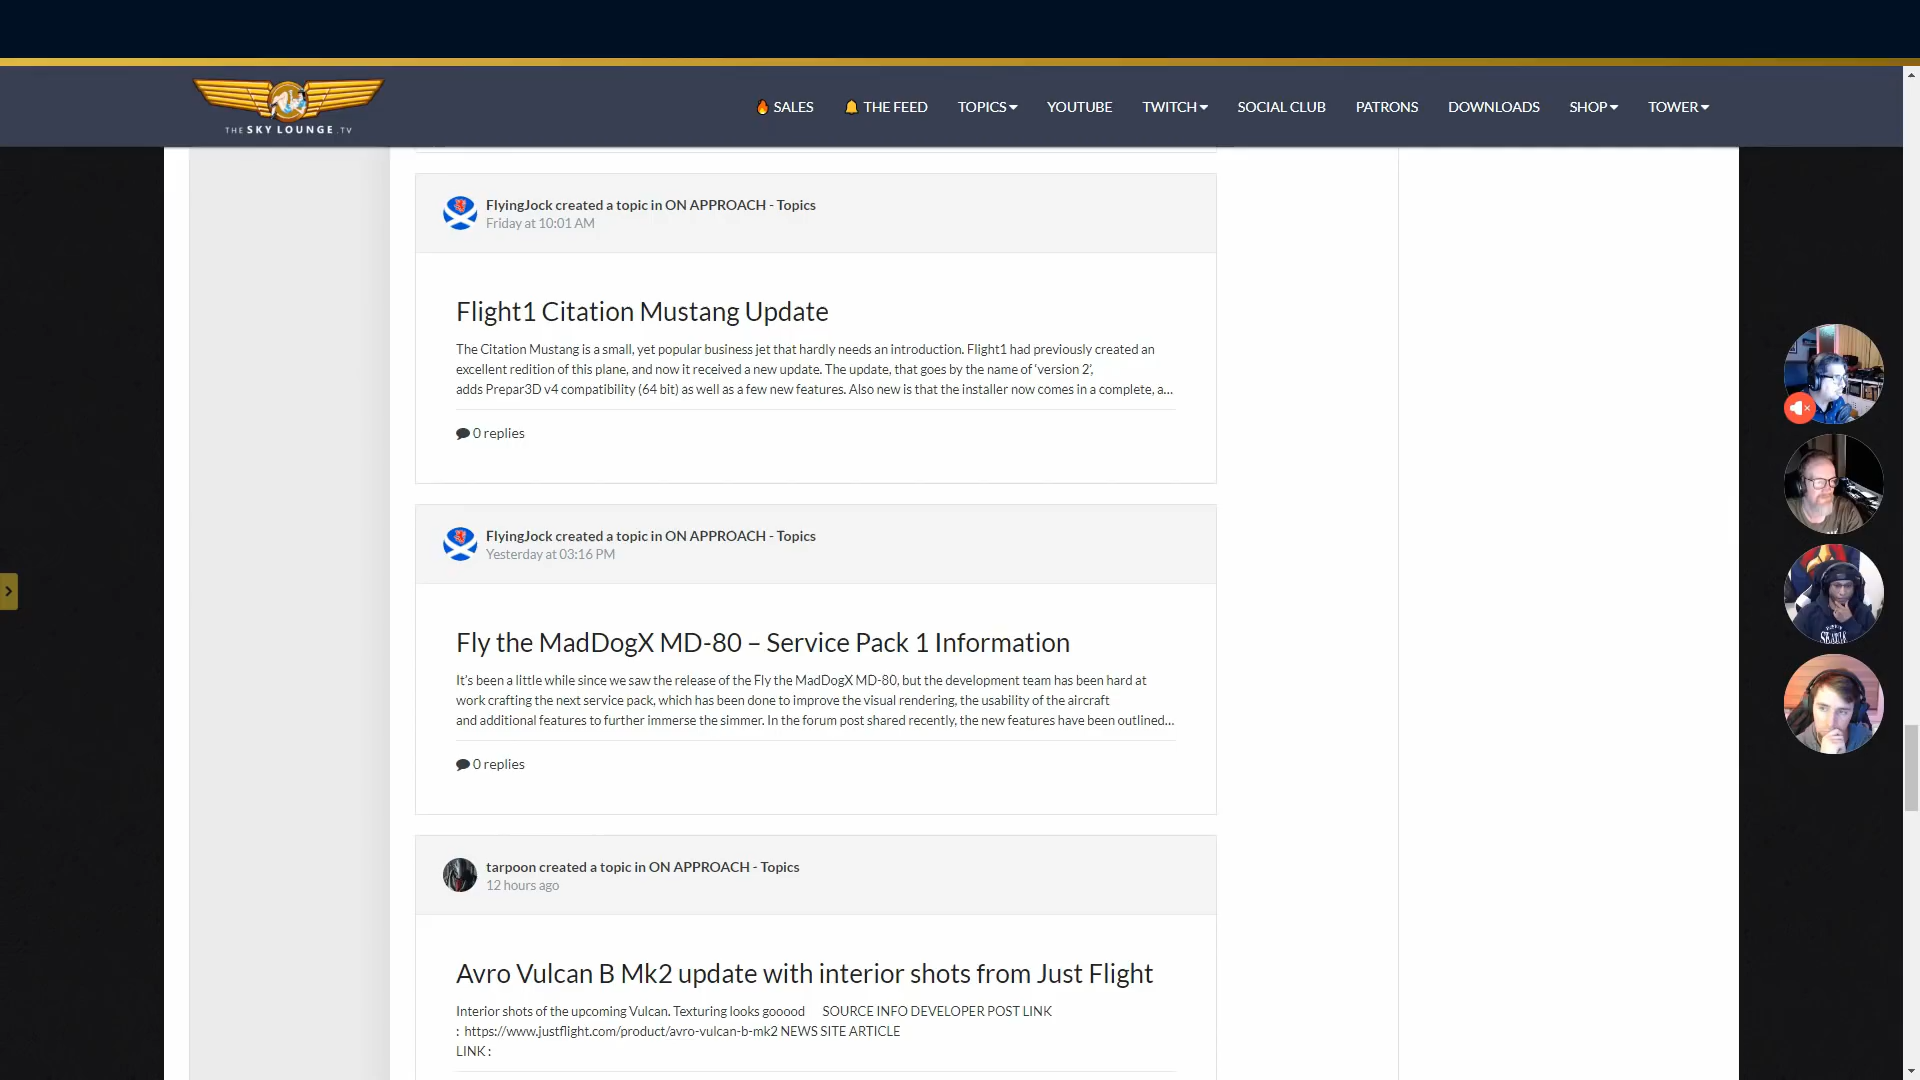 THE SKY LOUNGE .TV
SALES THE FEED TOPICS YOUTUBE TWITCH SOCIAL CLUB PATRONS DOWNLOADS SHOP TOWER
FlyingJock created a topic in ON APPROACH - Topics
Friday at 10:01 AM
Flight1 Citation Mustang Update
The Citation Mustang is a small, yet popular business jet that hardly needs an introduction. Flight1 had previously created an
excellent redition of this plane, and now it received a new update. The update, that goes by the name of ‘version 2’,
adds Prepar3D v4 compatibility (64 bit) as well as a few new features. Also new is that the installer now comes in a complete, a...
0 replies
FlyingJock created a topic in ON APPROACH - Topics
Yesterday at 03:16 PM
Fly the MadDogX MD-80 – Service Pack 1 Information
It’s been a little while since we saw the release of the Fly the MadDogX MD-80, but the development team has been hard at
work crafting the next service pack, which has been done to improve the visual rendering, the usability of the aircraft
and additional features to further immerse the simmer. In the forum post shared recently, the new features have been outlined...
0 replies
tarpoon created a topic in ON APPROACH - Topics
12 hours ago
Avro Vulcan B Mk2 update with interior shots from Just Flight
Interior shots of the upcoming Vulcan. Texturing looks gooood SOURCE INFO DEVELOPER POST LINK
: https://www.justflight.com/product/avro-vulcan-b-mk2 NEWS SITE ARTICLE
LINK :